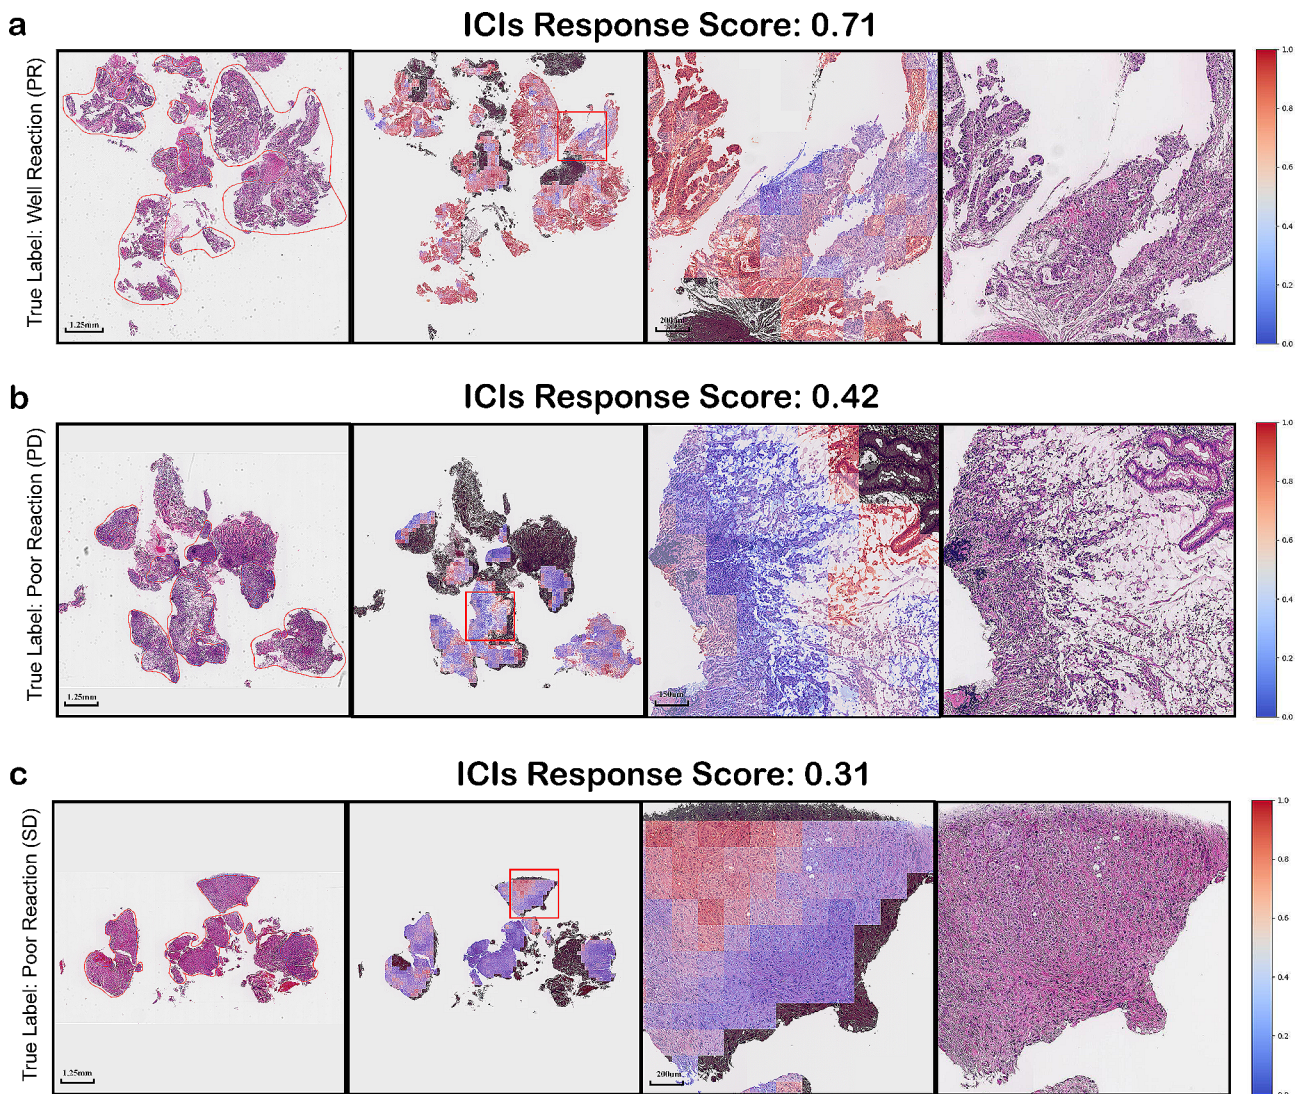 a
ICIs Response Score: 0.71
True Label: Well Reaction (PR)
1.25mm
200um
1.0
0.8
0.6
0.4
0.2
0.0
b
ICIs Response Score: 0.42
True Label: Poor Reaction (PD)
1.25mm
150um
1.0
0.8
0.6
0.4
0.2
0.0
c
ICIs Response Score: 0.31
True Label: Poor Reaction (SD)
1.25mm
200um
1.0
0.8
0.6
0.4
0.2
0.0